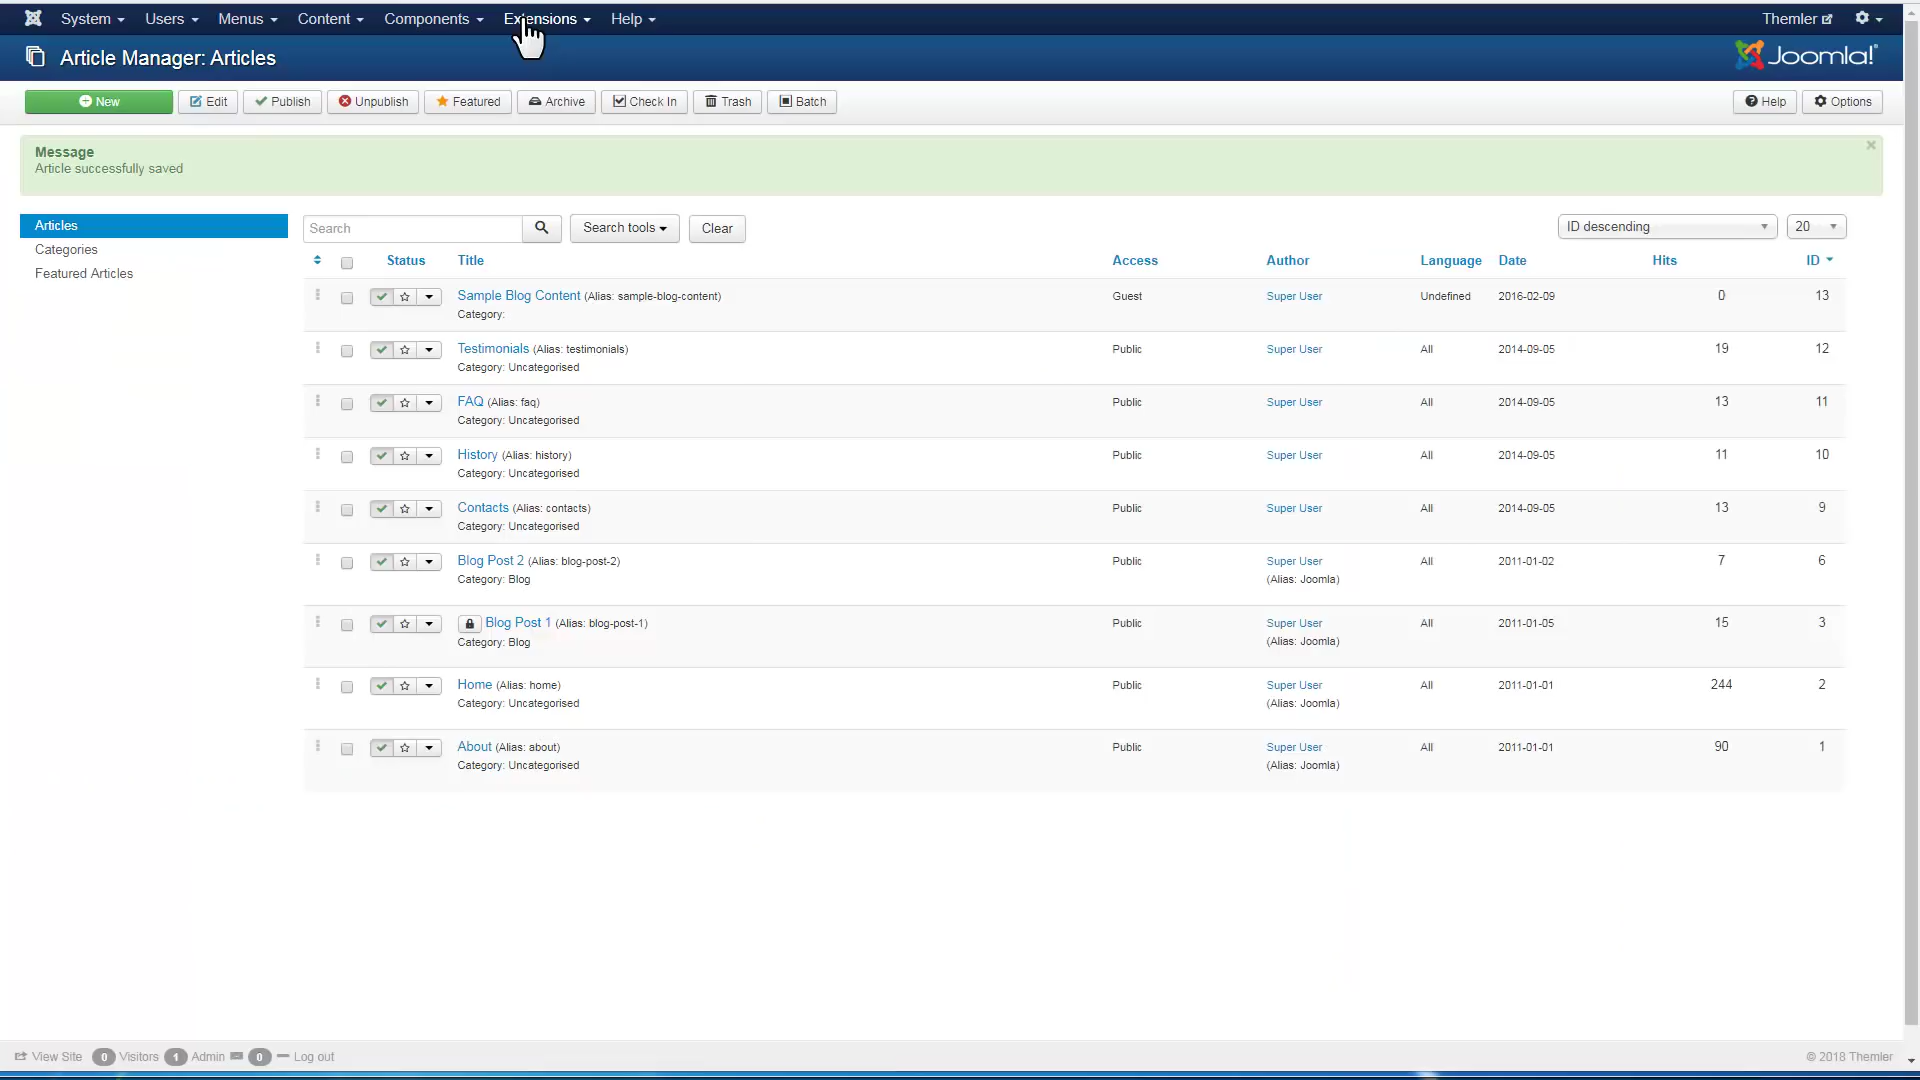 System Users Menus Content Components Extensions Help Themler
Article Manager: Articles Joomla!
New Edit Publish Unpublish Featured Archive Check In Trash Batch Help Options
Message
Article successfully saved
Articles
Categories
Featured Articles
Search Search tools Clear ID descending 20
Status Title Access Author Language Date Hits ID
Sample Blog Content (Alias: sample-blog-content) Guest Super User Undefined 2016-02-09 0 13
Category:
Testimonials (Alias: testimonials) Public Super User All 2014-09-05 19 12
Category: Uncategorised
FAQ (Alias: faq) Public Super User All 2014-09-05 13 11
Category: Uncategorised
History (Alias: history) Public Super User All 2014-09-05 11 10
Category: Uncategorised
Contacts (Alias: contacts) Public Super User All 2014-09-05 13 9
Category: Uncategorised
Blog Post 2 (Alias: blog-post-2) Public Super User All 2011-01-02 7 6
Category: Blog (Alias: Joomla)
Blog Post 1 (Alias: blog-post-1) Public Super User All 2011-01-05 15 3
Category: Blog (Alias: Joomla)
Home (Alias: home) Public Super User All 2011-01-01 244 2
Category: Uncategorised (Alias: Joomla)
About (Alias: about) Public Super User All 2011-01-01 90 1
Category: Uncategorised (Alias: Joomla)
View Site 0 Visitors 1 Admin 0 Log out © 2018 Themler